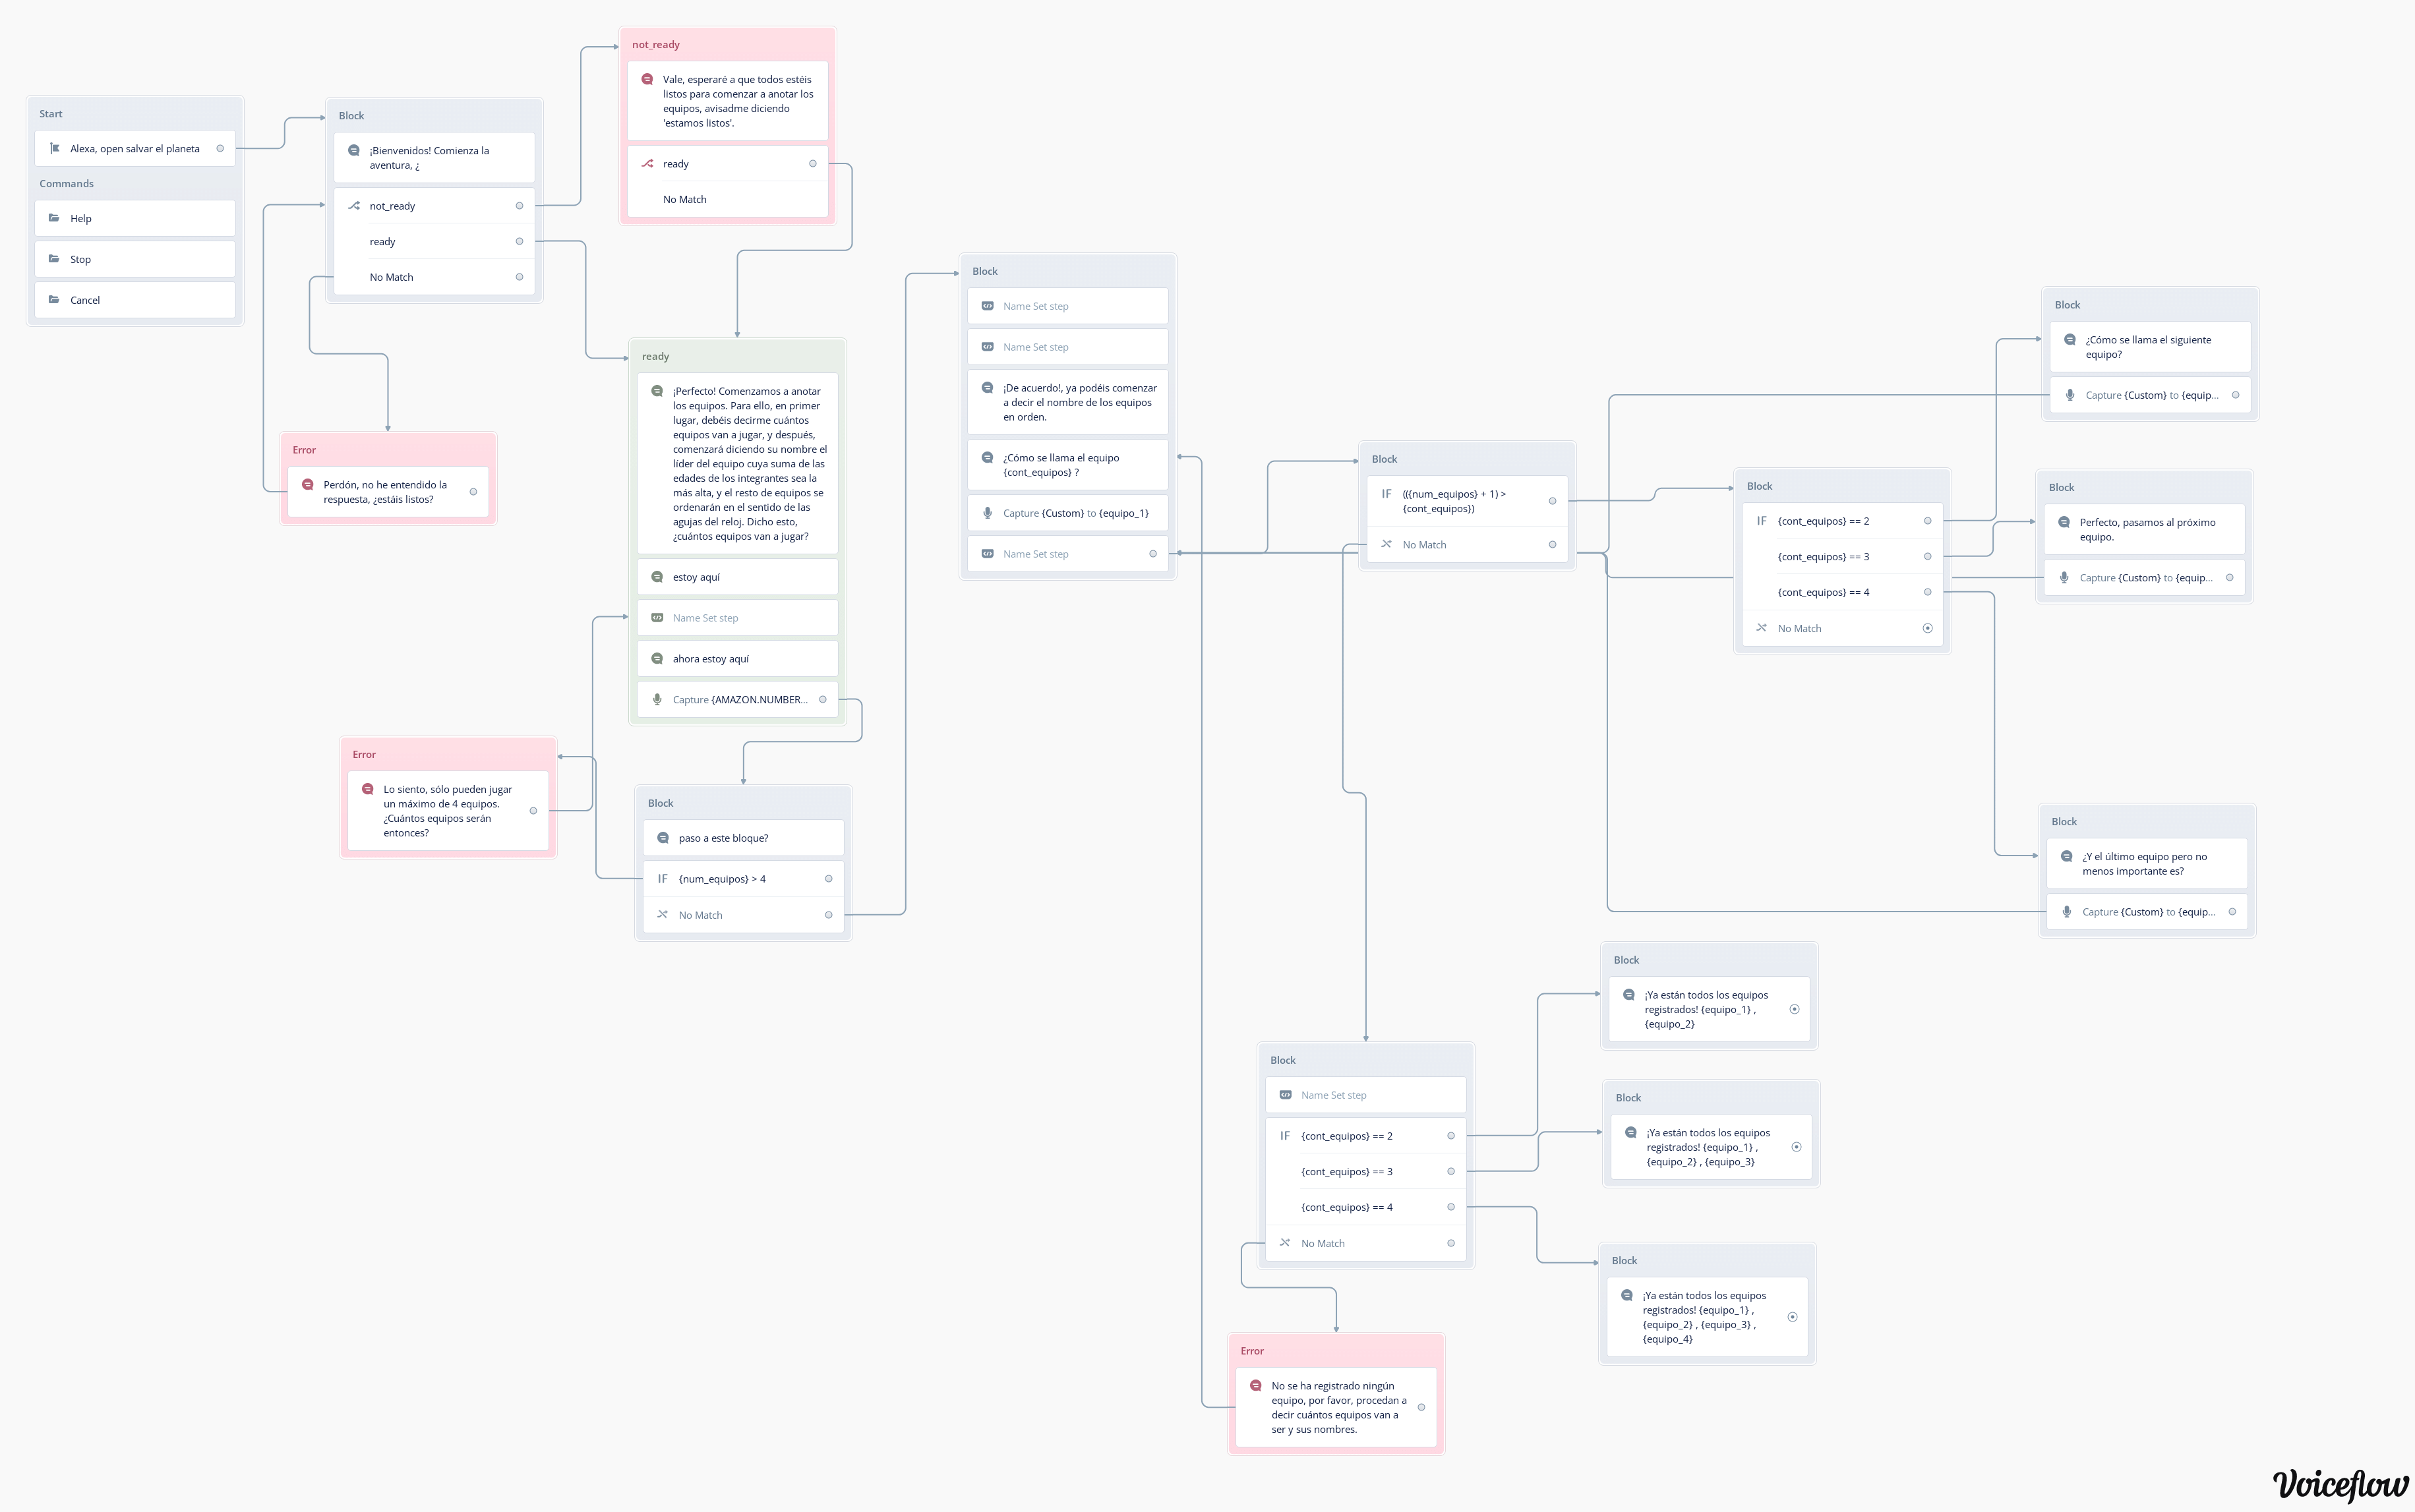 Start
Alexa, open salvar el planeta
Commands
Help
Stop
Cancel
Block
¡Bienvenidos! Comienza la
aventura, ¿
not_ready
ready
No Match
not_ready
Vale, esperaré a que todos estéis
listos para comenzar a anotar los
equipos, avisadme diciendo
'estamos listos'.
ready
No Match
Error
Perdón, no he entendido la
respuesta, ¿estáis listos?
ready
¡Perfecto! Comenzamos a anotar
los equipos. Para ello, en primer
lugar, debéis decirme cuántos
equipos van a jugar, y después,
comenzará diciendo su nombre el
líder del equipo cuya suma de las
edades de los integrantes sea la
más alta, y el resto de equipos se
ordenarán en el sentido de las
agujas del reloj. Dicho esto,
¿cuántos equipos van a jugar?
estoy aquí
Name Set step
ahora estoy aquí
Capture {AMAZON.NUMBER...
Error
Lo siento, sólo pueden jugar
un máximo de 4 equipos.
¿Cuántos equipos serán
entonces?
Block
paso a este bloque?
IF {num_equipos} > 4
No Match
Block
Name Set step
Name Set step
¡De acuerdo!, ya podéis comenzar
a decir el nombre de los equipos
en orden.
¿Cómo se llama el equipo
{cont_equipos} ?
Capture {Custom} to {equipo_1}
Name Set step
Block
IF (({num_equipos} + 1) >
{cont_equipos})
No Match
Block
IF {cont_equipos} == 2
{cont_equipos} == 3
{cont_equipos} == 4
No Match
Block
¿Cómo se llama el siguiente
equipo?
Capture {Custom} to {equip...
Block
Perfecto, pasamos al próximo
equipo.
Capture {Custom} to {equip...
Block
¿Y el último equipo pero no
menos importante es?
Capture {Custom} to {equip...
Block
Name Set step
IF {cont_equipos} == 2
{cont_equipos} == 3
{cont_equipos} == 4
No Match
Block
¡Ya están todos los equipos
registrados! {equipo_1} ,
{equipo_2}
Block
¡Ya están todos los equipos
registrados! {equipo_1} ,
{equipo_2} , {equipo_3}
Block
¡Ya están todos los equipos
registrados! {equipo_1} ,
{equipo_2} , {equipo_3} ,
{equipo_4}
Error
No se ha registrado ningún
equipo, por favor, procedan a
decir cuántos equipos van a
ser y sus nombres.
Voiceflow